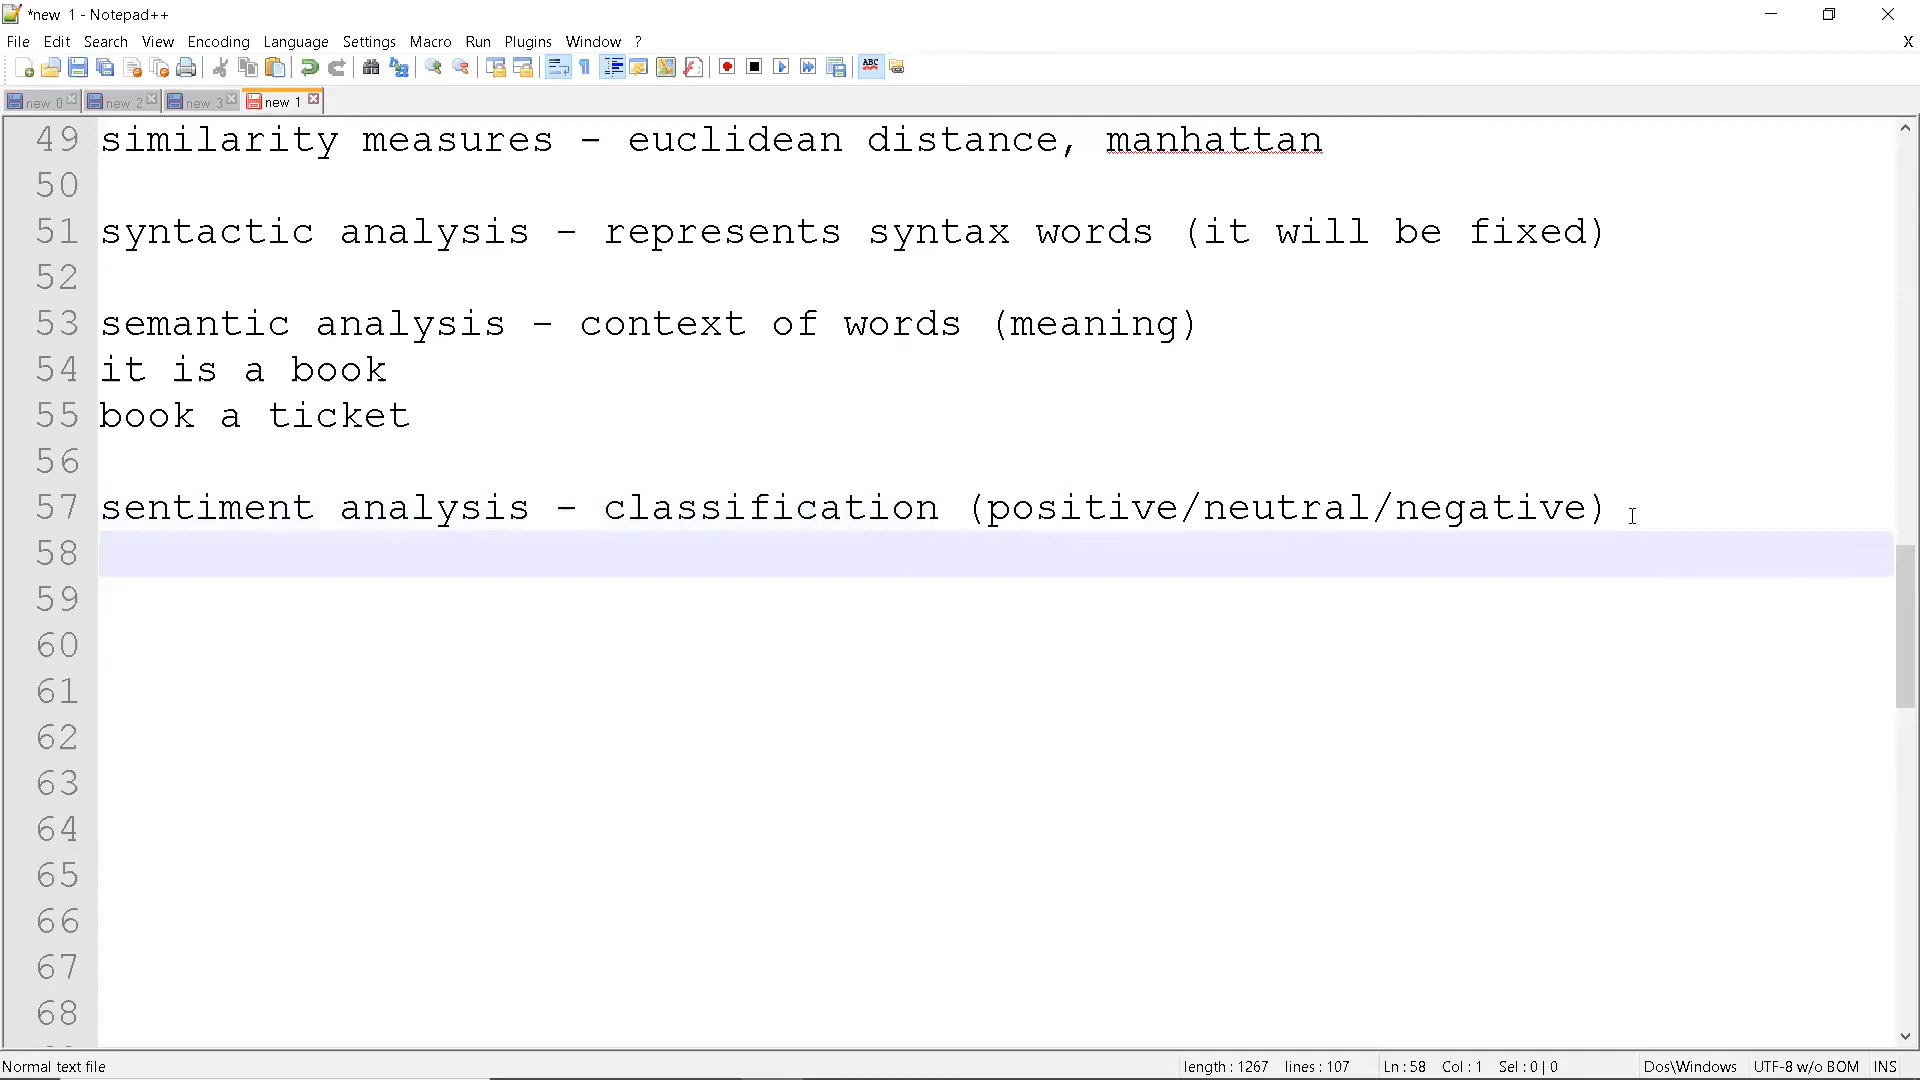 *new 1 - Notepad++
File Edit Search View Encoding Language Settings Macro Run Plugins Window ? X
ABC
new 0 new 2 new 3 new 1
49 similarity measures - euclidean distance, manhattan
50
51 syntactic analysis - represents syntax words (it will be fixed)
52
53 semantic analysis - context of words (meaning)
54 it is a book
55 book a ticket
56
57 sentiment analysis - classification (positive/neutral/negative)
58
59
60
61
62
63
64
65
66
67
68
Normal text file length : 1267 lines : 107 Ln : 58 Col : 1 Sel : 0 | 0 Dos\Windows UTF-8 w/o BOM INS